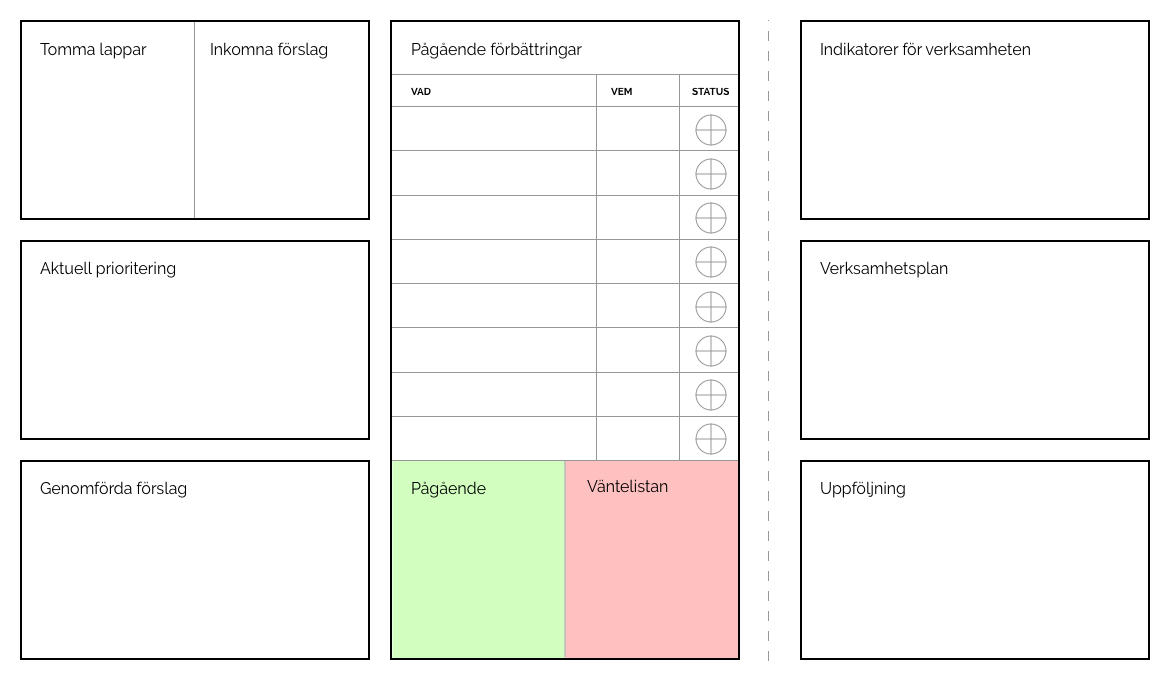 Tomma lappar
Inkomna förslag
Aktuell prioritering
Genomförda förslag
Pågående förbättringar
VAD
VEM
STATUS
Pågående
Väntelistan
Indikatorer för verksamheten
Verksamhetsplan
Uppföljning